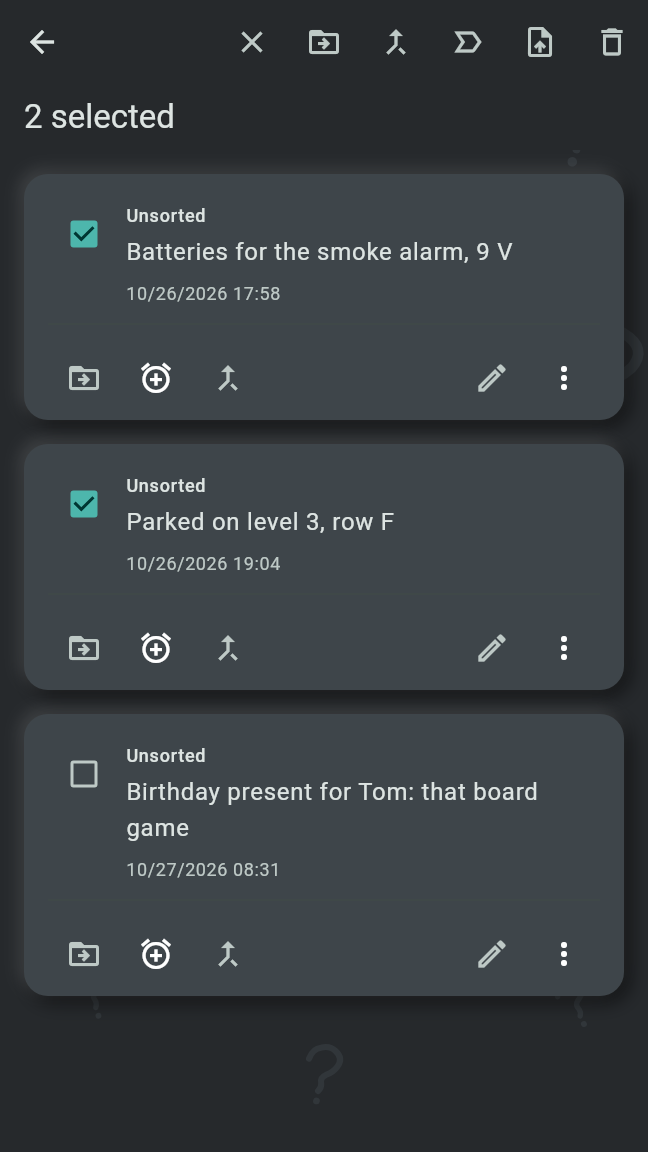 2 selected
Unsorted
Batteries for the smoke alarm, 9 V
10/26/2026 17:58
Unsorted
Parked on level 3, row F
10/26/2026 19:04
Unsorted
Birthday present for Tom: that board
game
10/27/2026 08:31